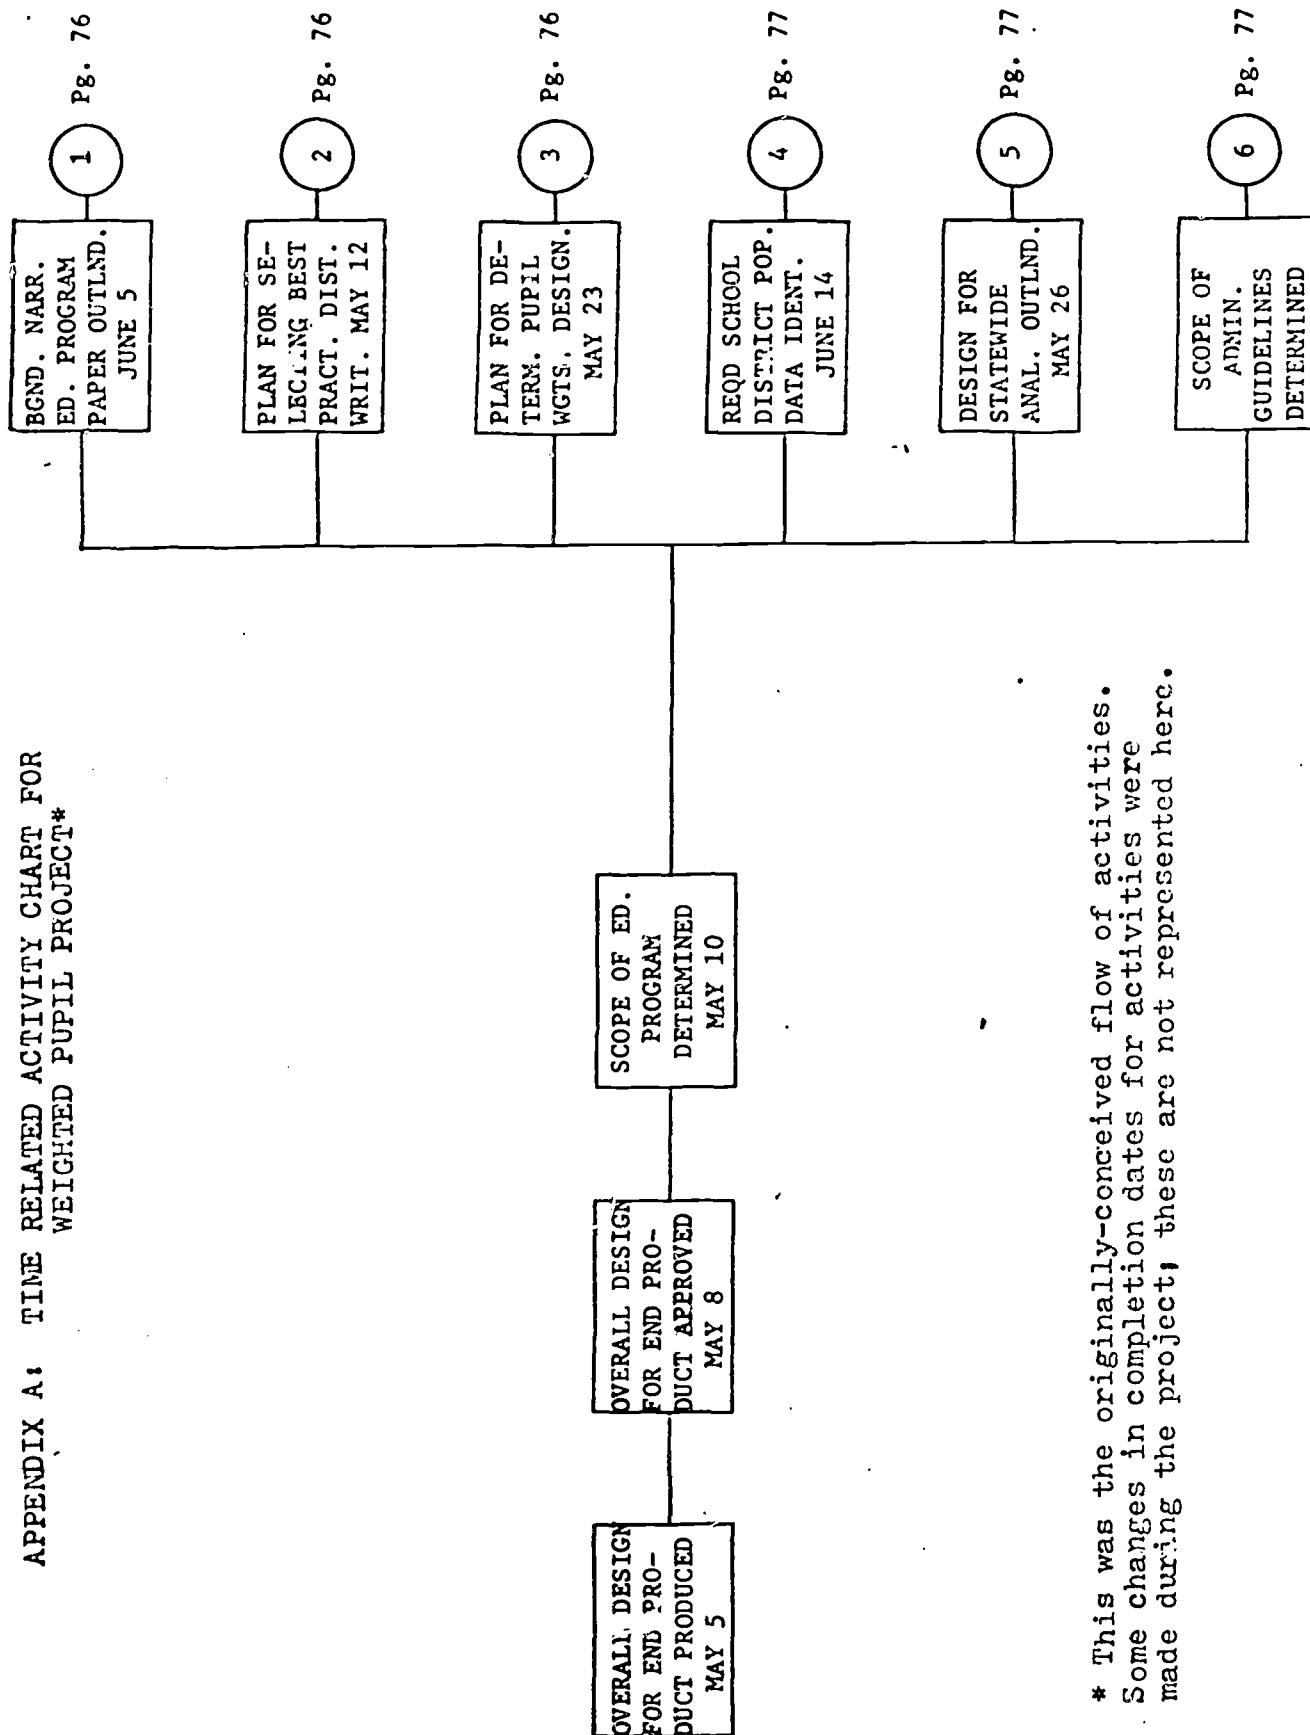 APPENDIX A: TIME RELATED ACTIVITY CHART FOR
WEIGHTED PUPIL PROJECT*
OVERALL DESIGN
FOR END PRO-
DUCT PRODUCED
MAY 5
OVERALL DESIGN
FOR END PRO-
DUCT APPROVED
MAY 8
SCOPE OF ED.
PROGRAM
DETERMINED
MAY 10
BGND. NARR.
ED. PROGRAM
PAPER OUTLND.
JUNE 5
1 Pg. 76
PLAN FOR SE-
LECTING BEST
PRACT. DIST.
WRIT. MAY 12
2 Pg. 76
PLAN FOR DE-
TERM. PUPIL
WGTS. DESIGN.
MAY 23
3 Pg. 76
REQD SCHOOL
DISTRICT POP.
DATA IDENT.
JUNE 14
4 Pg. 77
DESIGN FOR
STATEWIDE
ANAL. OUTLND.
MAY 26
5 Pg. 77
SCOPE OF
ADMIN.
GUIDELINES
DETERMINED
6 Pg. 77
* This was the originally-conceived flow of activities.
Some changes in completion dates for activities were
made during the project; these are not represented here.